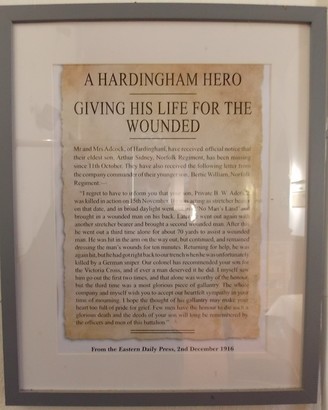 A HARDINGHAM HERO
GIVING HIS LIFE FOR THE
WOUNDED
Mr and Mrs Adcock, of Hardingham, have received official notice that
their eldest son, Arthur Sidney, Norfolk Regiment, has been missing
since 11th October. They have also received the following letter from
the company commander of their younger son, Bertie William, Norfolk
Regiment:—
"I regret to have to inform you that your son, Private B. W. Adcock
was killed in action on 15th November acting as stretcher bearer
on that date, and in broad daylight went "No Man's Land" and
brought in a wounded man on his back. Later went out again with
another stretcher bearer and brought a second wounded man. After this
he went out a third time alone for about 70 yards to assist a wounded
man. He was hit in the arm on the way out, but continued, and remained
dressing the man's wounds for ten minutes. Returning for help, he was
again hit, but he had got right back to our trench when he was unfortunately
killed by a German sniper. Our colonel has recommended your son for
the Victoria Cross, and if ever a man deserved it he did. I myself saw
him go out the first two times, and that alone was worthy of the honour,
but the third time was a most glorious piece of gallantry. The whole
company and myself wish you to accept our heartfelt sympathy in your
time of mourning. I hope the thought of his gallantry may make your
heart too full of pride for grief. Few men have the honour to die such a
glorious death and the deeds of your son will long be remembered by
the officers and men of this battalion."
From the Eastern Daily Press, 2nd December 1916